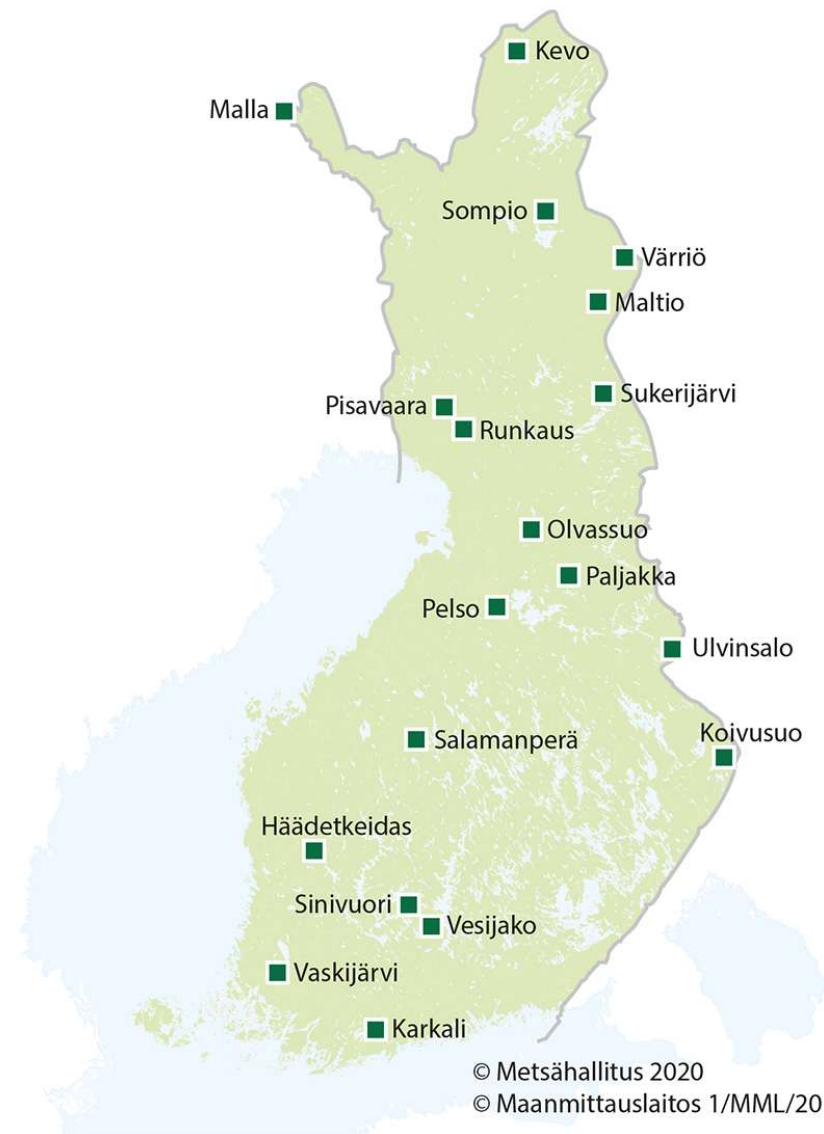 Kevo
Malla
Sompio
Värriö
Maltio
Sukerijärvi
Pisavaara
Runkaus
Olvassuo
Paljakka
Pelso
Ulvinsalo
Koivusuo
Salamanperä
Häädetkeidas
Sinivuori
Vesijako
Vaskijärvi
Karkali
© Metsähallitus 2020
© Maanmittauslaitos 1/MML/20